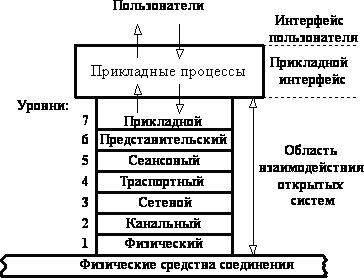 Пользователи
Интерфейс
пользователя
Прикладные процессы
Прикладной
интерфейс
Уровни:
7 Прикладной
6 Представительский
5 Сеансовый
4 Траспортный
3 Сетевой
2 Канальный
1 Физический
Область
взаимодействия
открытых
систем
Физические средства соединения